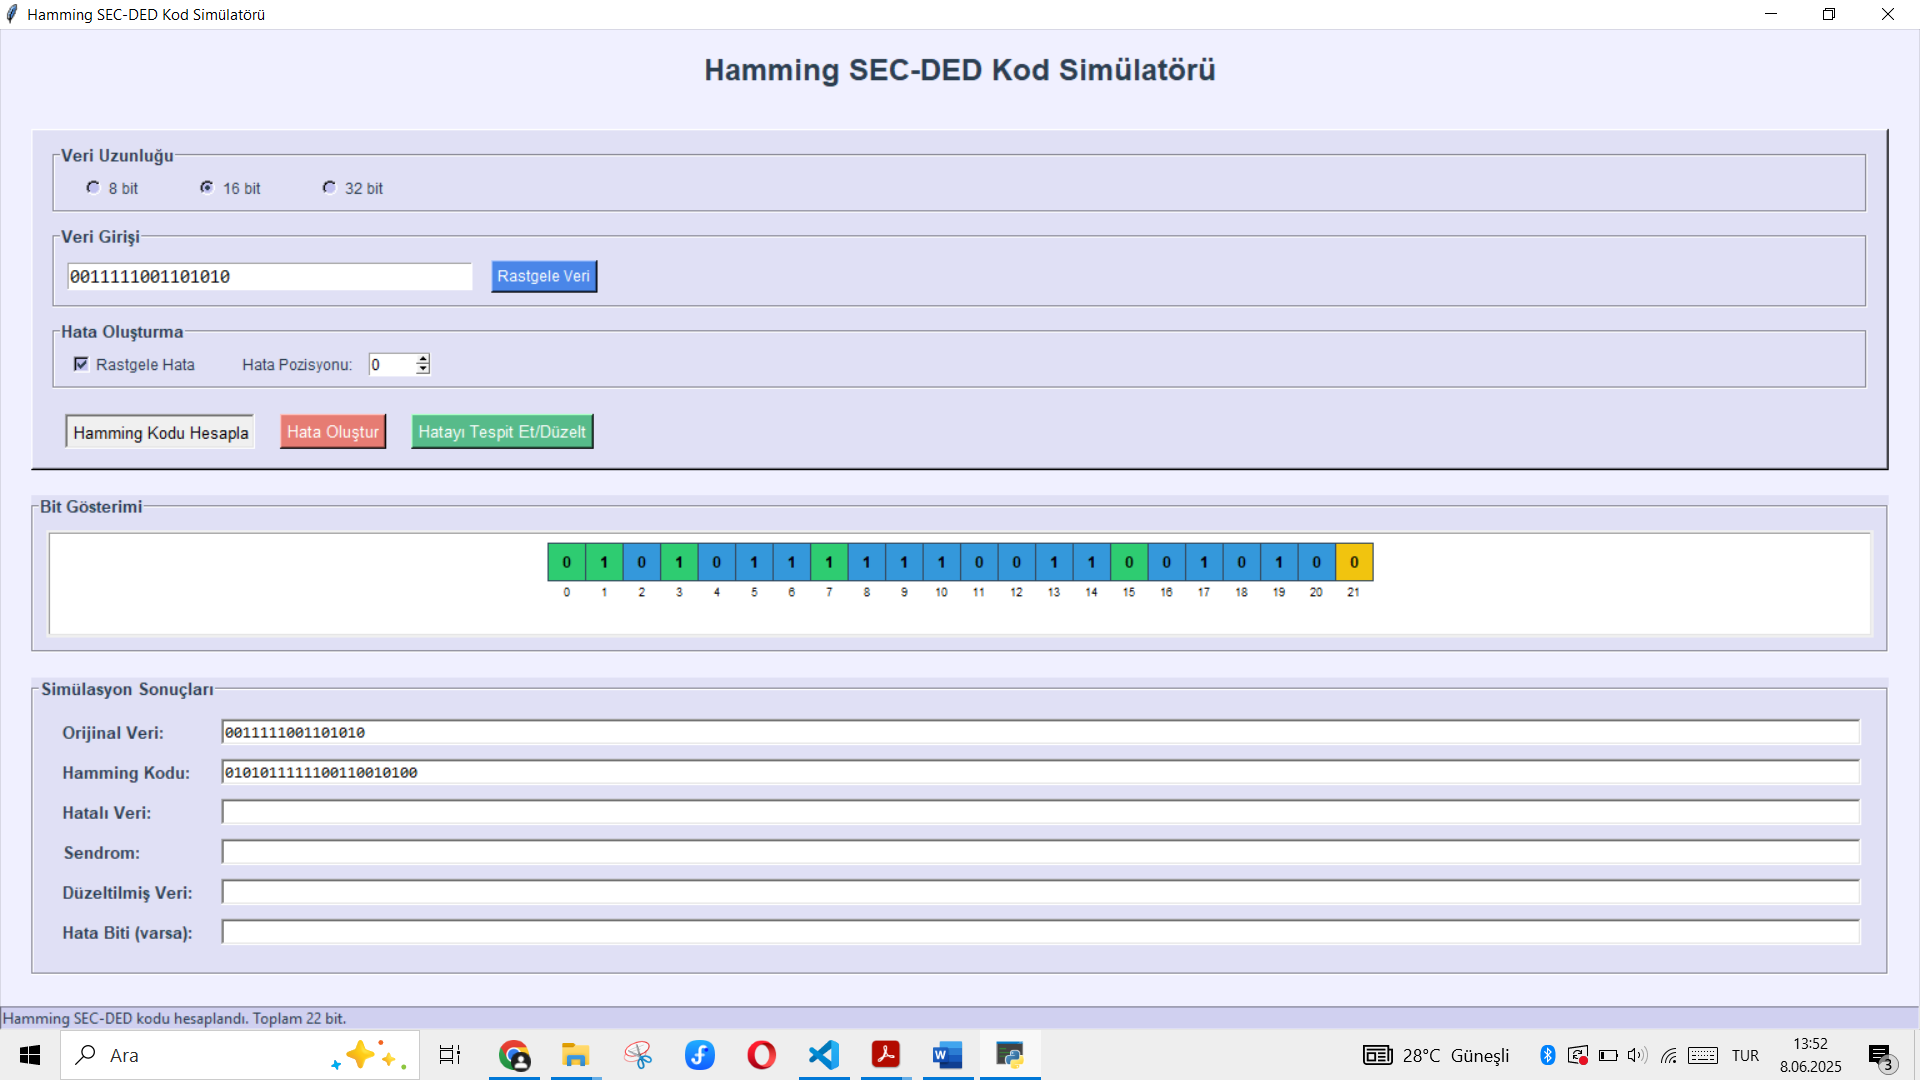 Hamming SEC-DED Kod Simülatörü
Hamming SEC-DED Kod Simülatörü
Veri Uzunluğu
8 bit 16 bit 32 bit
Veri Girişi
0011111001101010 Rastgele Veri
Hata Oluşturma
Rastgele Hata Hata Pozisyonu: 0
Hamming Kodu Hesapla Hata Oluştur Hatayı Tespit Et/Düzelt
Bit Gösterimi
0 1 0 1 0 1 1 1 1 1 1 0 0 1 1 0 0 1 0 1 0 0
0 1 2 3 4 5 6 7 8 9 10 11 12 13 14 15 16 17 18 19 20 21
Simülasyon Sonuçları
Orijinal Veri: 0011111001101010
Hamming Kodu: 0101011111100110010100
Hatalı Veri:
Sendrom:
Düzeltilmiş Veri:
Hata Biti (varsa):
Hamming SEC-DED kodu hesaplandı. Toplam 22 bit.
Ara 28°C Güneşli TUR 13:52
8.06.2025 3